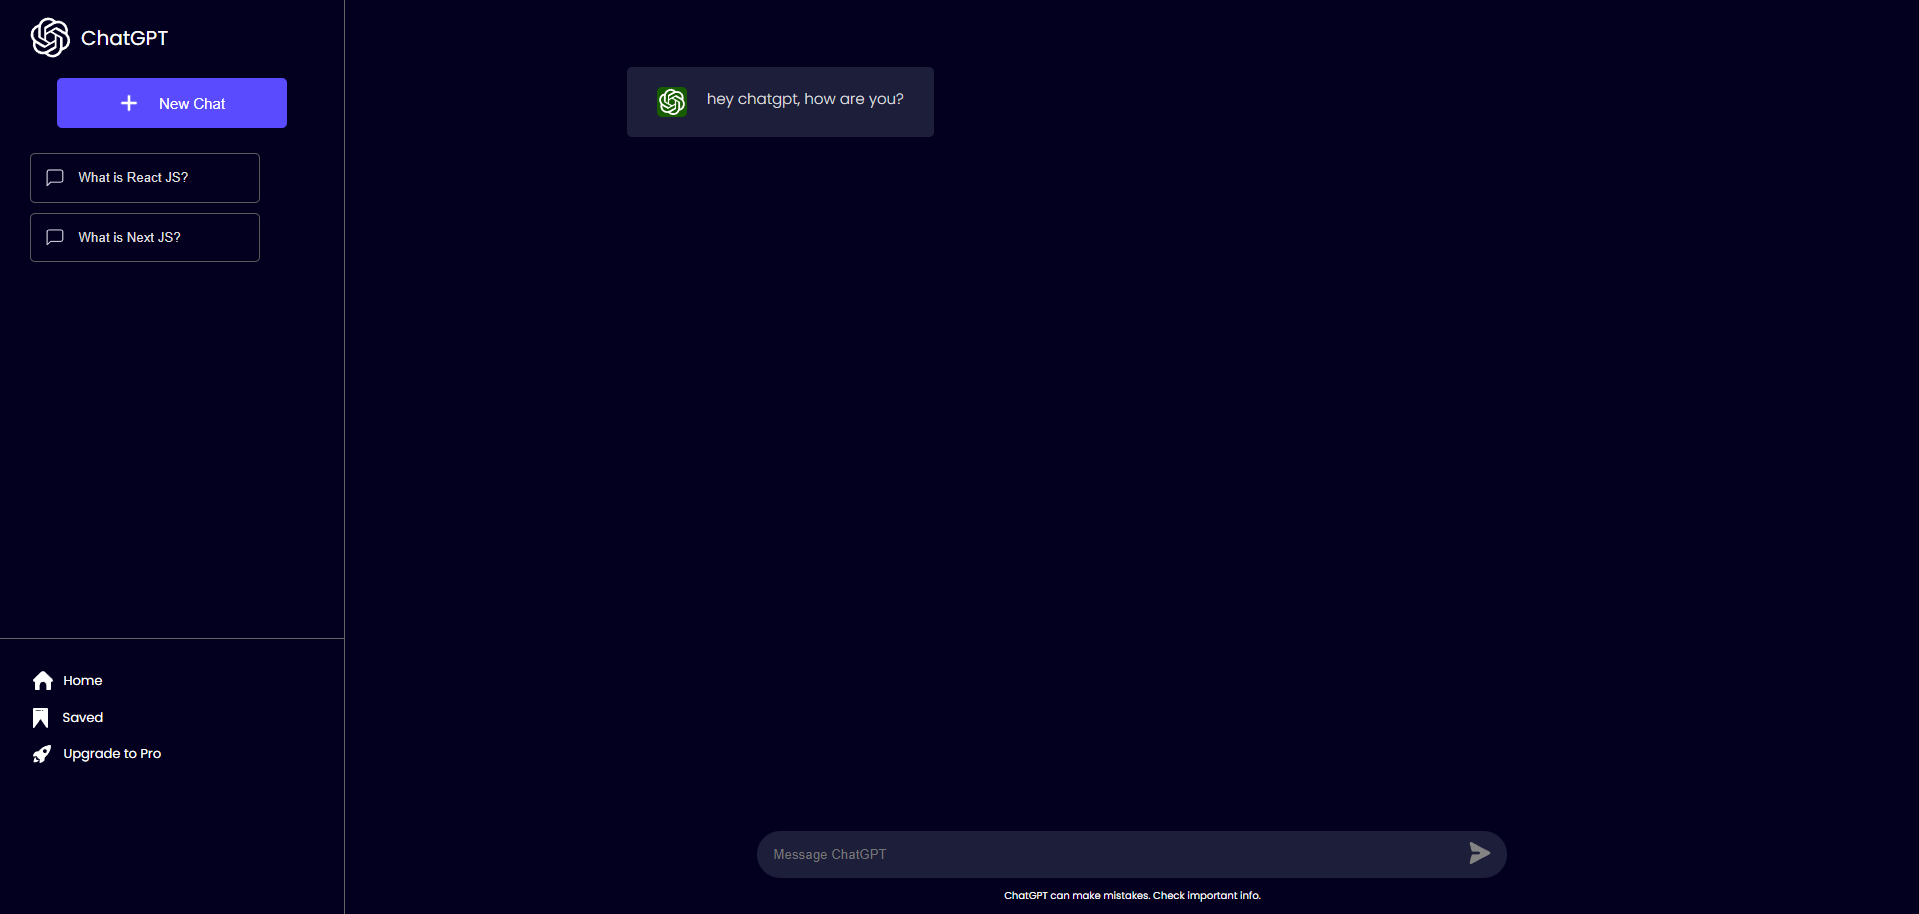 ChatGPT
New Chat
What is React JS?
What is Next JS?
Home
Saved
Upgrade to Pro
hey chatgpt, how are you?
Message ChatGPT
ChatGPT can make mistakes. Check important info.